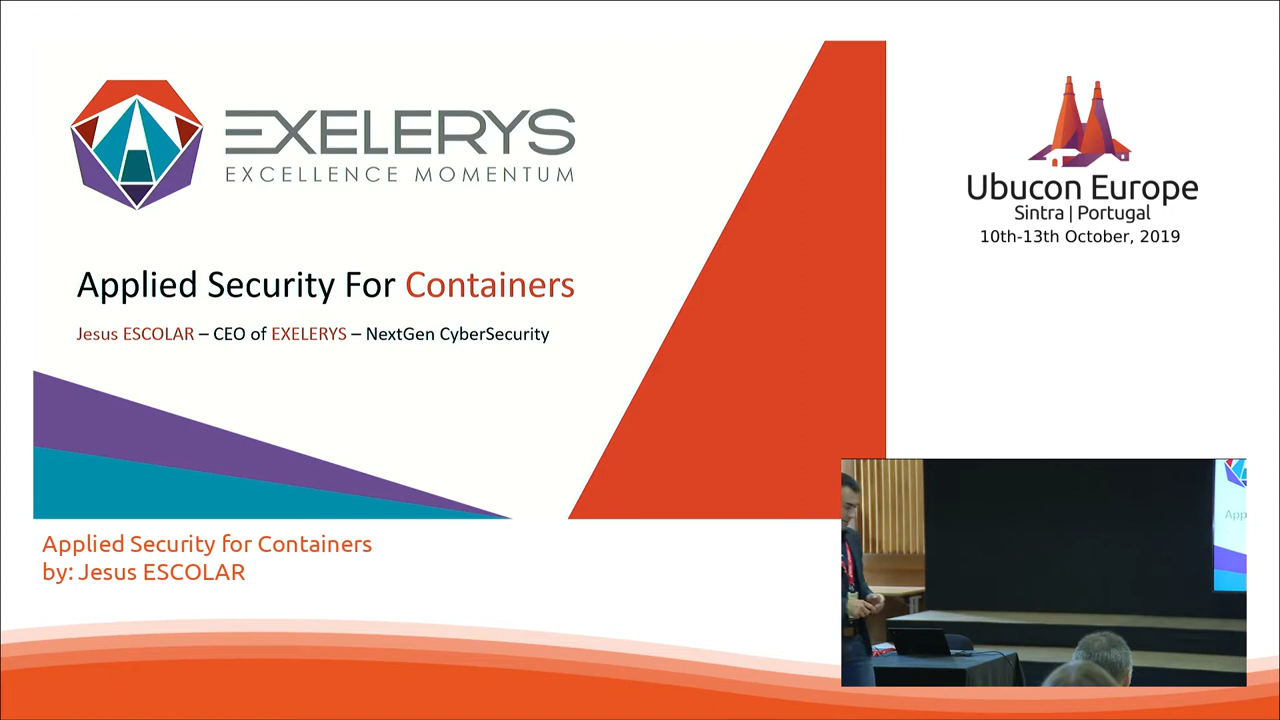 EXELERYS
EXCELLENCE MOMENTUM
Applied Security For Containers
Jesus ESCOLAR – CEO of EXELERYS – NextGen CyberSecurity
Ubucon Europe
Sintra | Portugal
10th-13th October, 2019
App
Applied Security for Containers
by: Jesus ESCOLAR